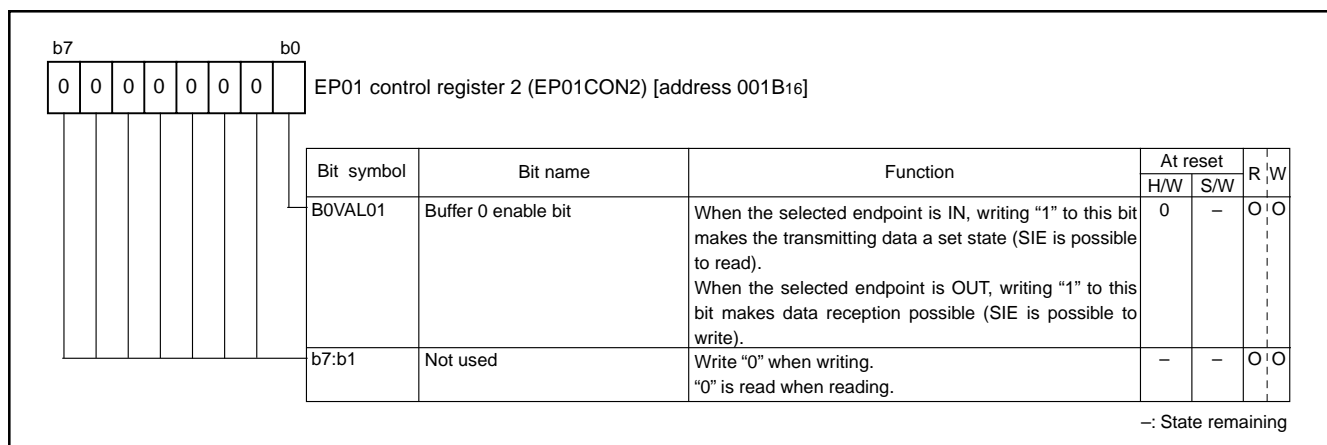 b7 b0
0 0 0 0 0 0 0 EP01 control register 2 (EP01CON2) [address 001B16]
Bit symbol Bit name Function At reset R W
H/W S/W
B0VAL01 Buffer 0 enable bit When the selected endpoint is IN, writing “1” to this bit 0 – O O
makes the transmitting data a set state (SIE is possible
to read).
When the selected endpoint is OUT, writing “1” to this
bit makes data reception possible (SIE is possible to
write).
b7:b1 Not used Write “0” when writing. – – O O
“0” is read when reading.
–: State remaining